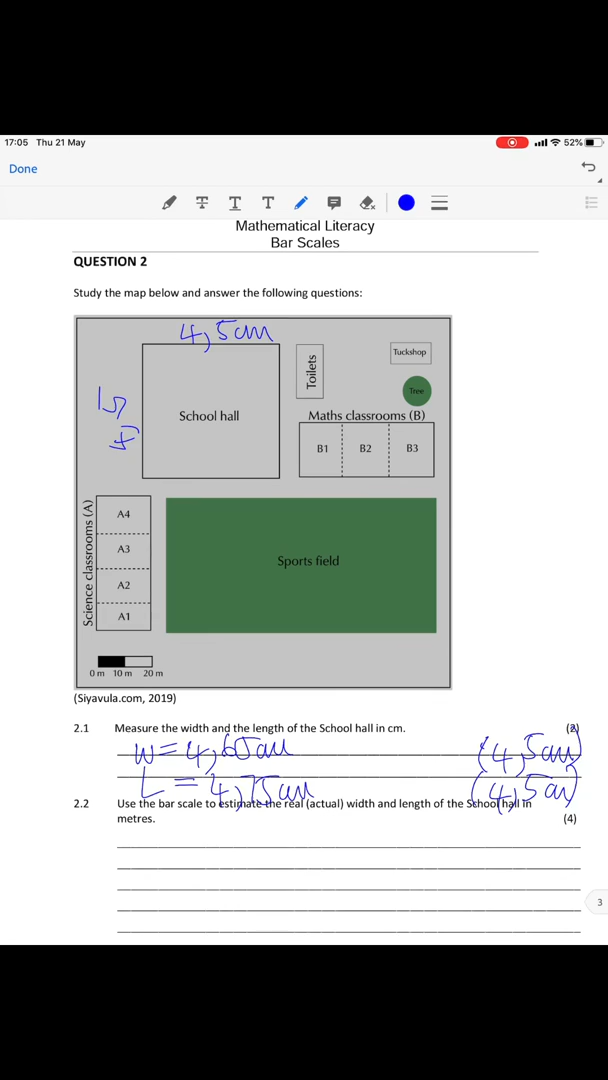 17:05 Thu 21 May
52%
Done
Mathematical Literacy
Bar Scales
QUESTION 2
Study the map below and answer the following questions:
4,5cm
Toilets
Tuckshop
Tree
School hall
Maths classrooms (B)
B1 B2 B3
Science classrooms (A)
A4
A3
A2
A1
Sports field
0 m 10 m 20 m
(Siyavula.com, 2019)
2.1 Measure the width and the length of the School hall in cm. (2)
W = 4,65cm (4,5cm)
L = 4,75cm (4,5cm)
2.2 Use the bar scale to estimate the real (actual) width and length of the School hall in
metres. (4)
3